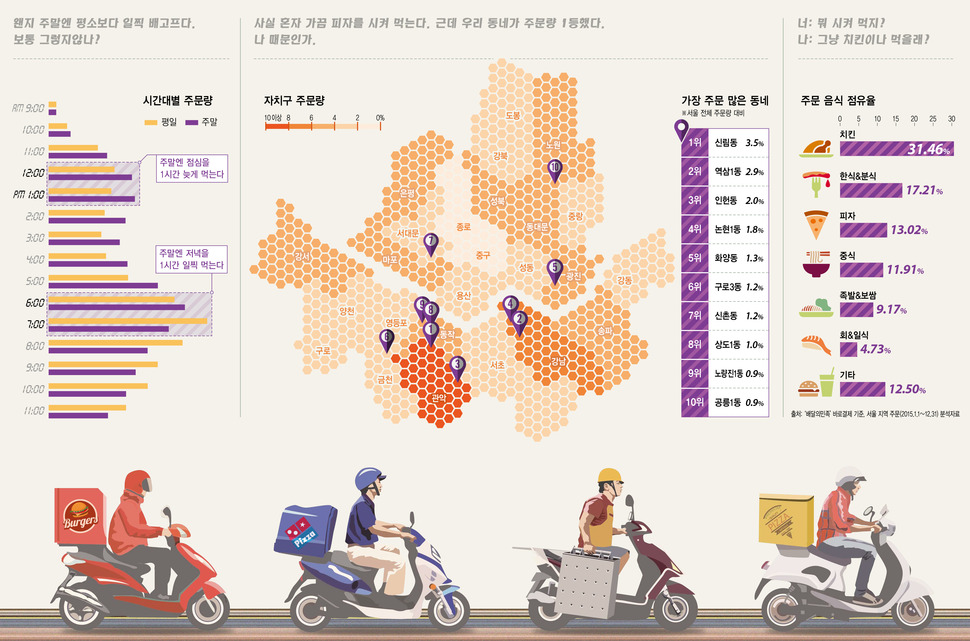 왠지 주말엔 평소보다 일찍 배고프다.
보통 그렇지않나?
시간대별 주문량
평일
주말
AM 9:00
10:00
11:00
12:00
PM 1:00
2:00
3:00
4:00
5:00
6:00
7:00
8:00
9:00
10:00
11:00
주말엔 점심을
1시간 늦게 먹는다
주말엔 저녁을
1시간 일찍 먹는다
사실 혼자 가끔 피자를 시켜 먹는다. 근데 우리 동네가 주문량 1등했다.
나 때문인가.
자치구 주문량
10이상 8 6 4 2 0%
도봉
노원
강북
은평
성북
종로
중랑
서대문
동대문
강서
마포
중구
성동
광진
강동
양천
용산
영등포
동작
송파
구로
금천
관악
서초
강남
10
7
5
9
8
4
2
1
6
3
가장 주문 많은 동네
※서울 전체 주문량 대비
1위 신림동 3.5%
2위 역삼1동 2.9%
3위 인헌동 2.0%
4위 논현1동 1.8%
5위 화양동 1.3%
6위 구로3동 1.2%
7위 신촌동 1.2%
8위 상도1동 1.0%
9위 노량진1동 0.9%
10위 공릉1동 0.9%
너: 뭐 시켜 먹지?
나: 그냥 치킨이나 먹을래?
주문 음식 점유율
0 5 10 15 20 25 30
치킨
31.46%
한식&분식
17.21%
피자
13.02%
중식
11.91%
족발&보쌈
9.17%
회&일식
4.73%
기타
12.50%
출처: '배달의민족' 바로결제 기준, 서울 지역 주문(2015.1.1~12.31) 분석자료
Burgers
Pizza
PIZZA